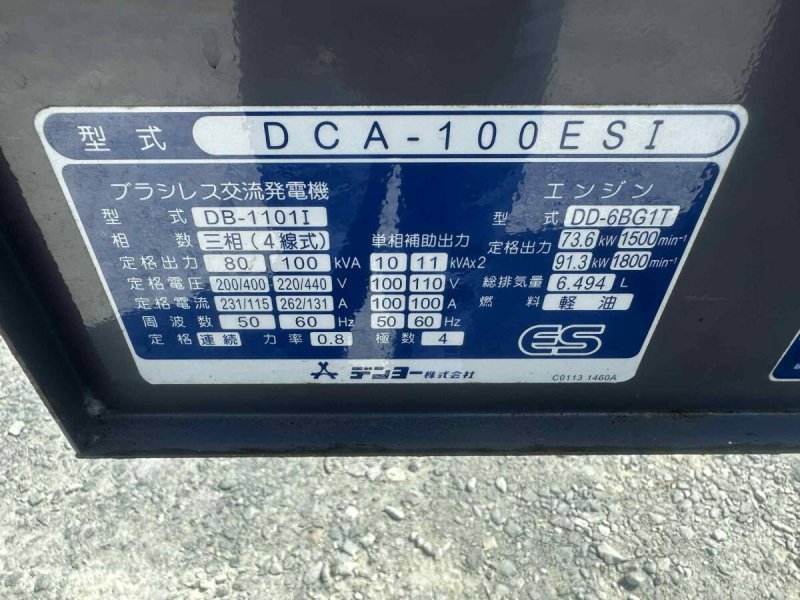 型式 DCA-100ESI
ブラシレス交流発電機
型式 DB-1101I
相数 三相(4線式) 単相補助出力
定格出力 80 100 kVA 10 11 kVAx2
定格電圧 200/400 220/440 V 100 110 V
定格電流 231/115 262/131 A 100 100 A
周波数 50 60 Hz 50 60 Hz
定格 連続 力率 0.8 極数 4
エンジン
型式 DD-6BG1T
定格出力 73.6 kW 1500 min⁻¹
91.3 kW 1800 min⁻¹
総排気量 6.494 L
燃料 軽油
ES
デンヨー株式会社
C0113 1460A